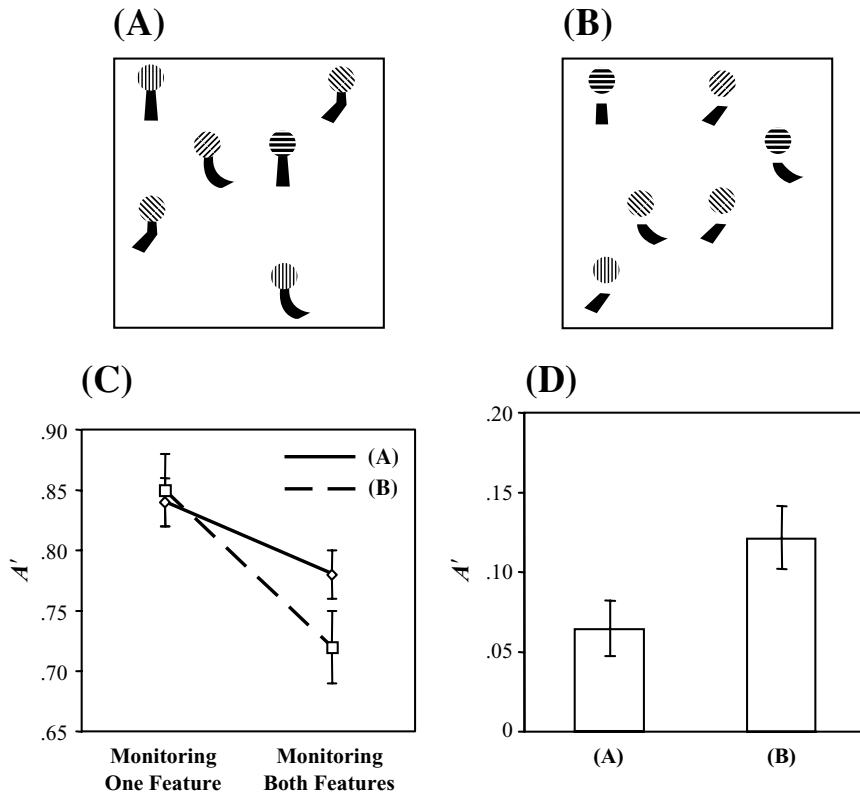 (A)
(B)
(C)
A′
.90
.85
.80
.75
.70
.65
(A)
(B)
Monitoring
One Feature
Monitoring
Both Features
(D)
A′
.20
.15
.10
.05
0
(A)
(B)